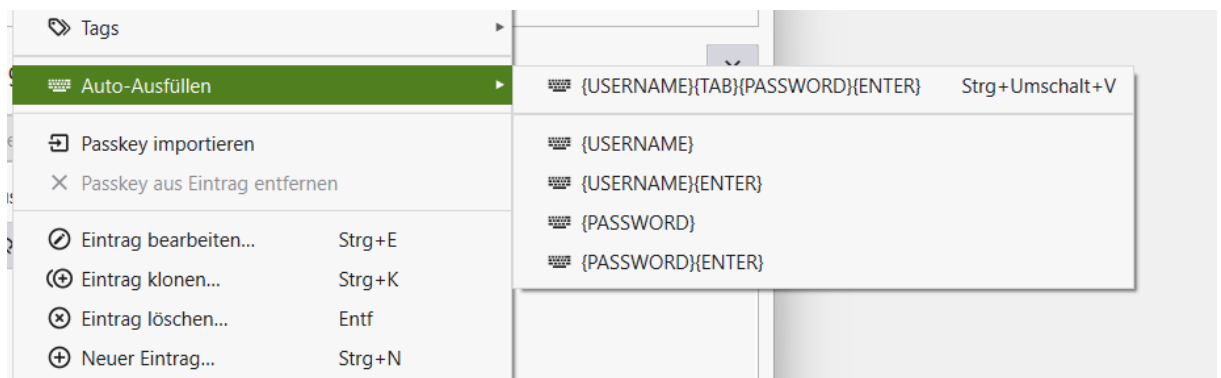 Tags
Auto-Ausfüllen
{USERNAME}{TAB}{PASSWORD}{ENTER} Strg+Umschalt+V
Passkey importieren
{USERNAME}
Passkey aus Eintrag entfernen
{USERNAME}{ENTER}
{PASSWORD}
Eintrag bearbeiten... Strg+E
{PASSWORD}{ENTER}
Eintrag klonen... Strg+K
Eintrag löschen... Entf
Neuer Eintrag... Strg+N